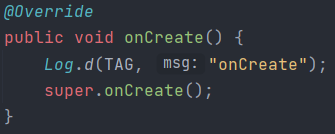 @Override
public void onCreate() {
Log.d(TAG, msg: "onCreate");
super.onCreate();
}